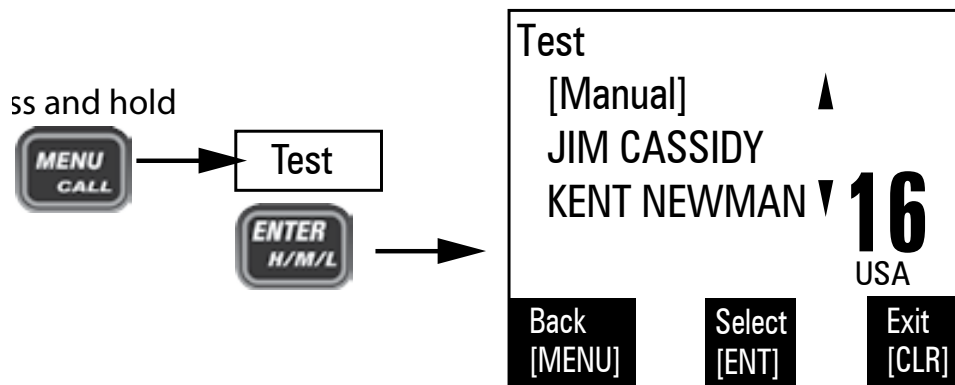 ss and hold
MENU
CALL
Test
ENTER
H/M/L
Test
[Manual]
JIM CASSIDY
KENT NEWMAN
16
USA
Back
[MENU]
Select
[ENT]
Exit
[CLR]